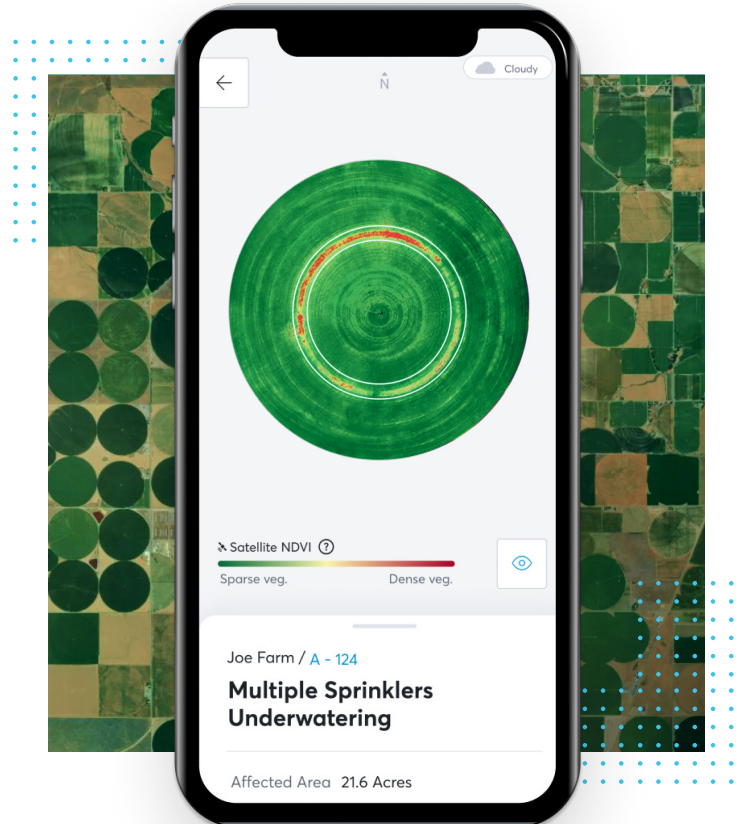 Cloudy
N
Satellite NDVI ?
Sparse veg. Dense veg.
Joe Farm / A - 124
Multiple Sprinklers
Underwatering
Affected Area 21.6 Acres